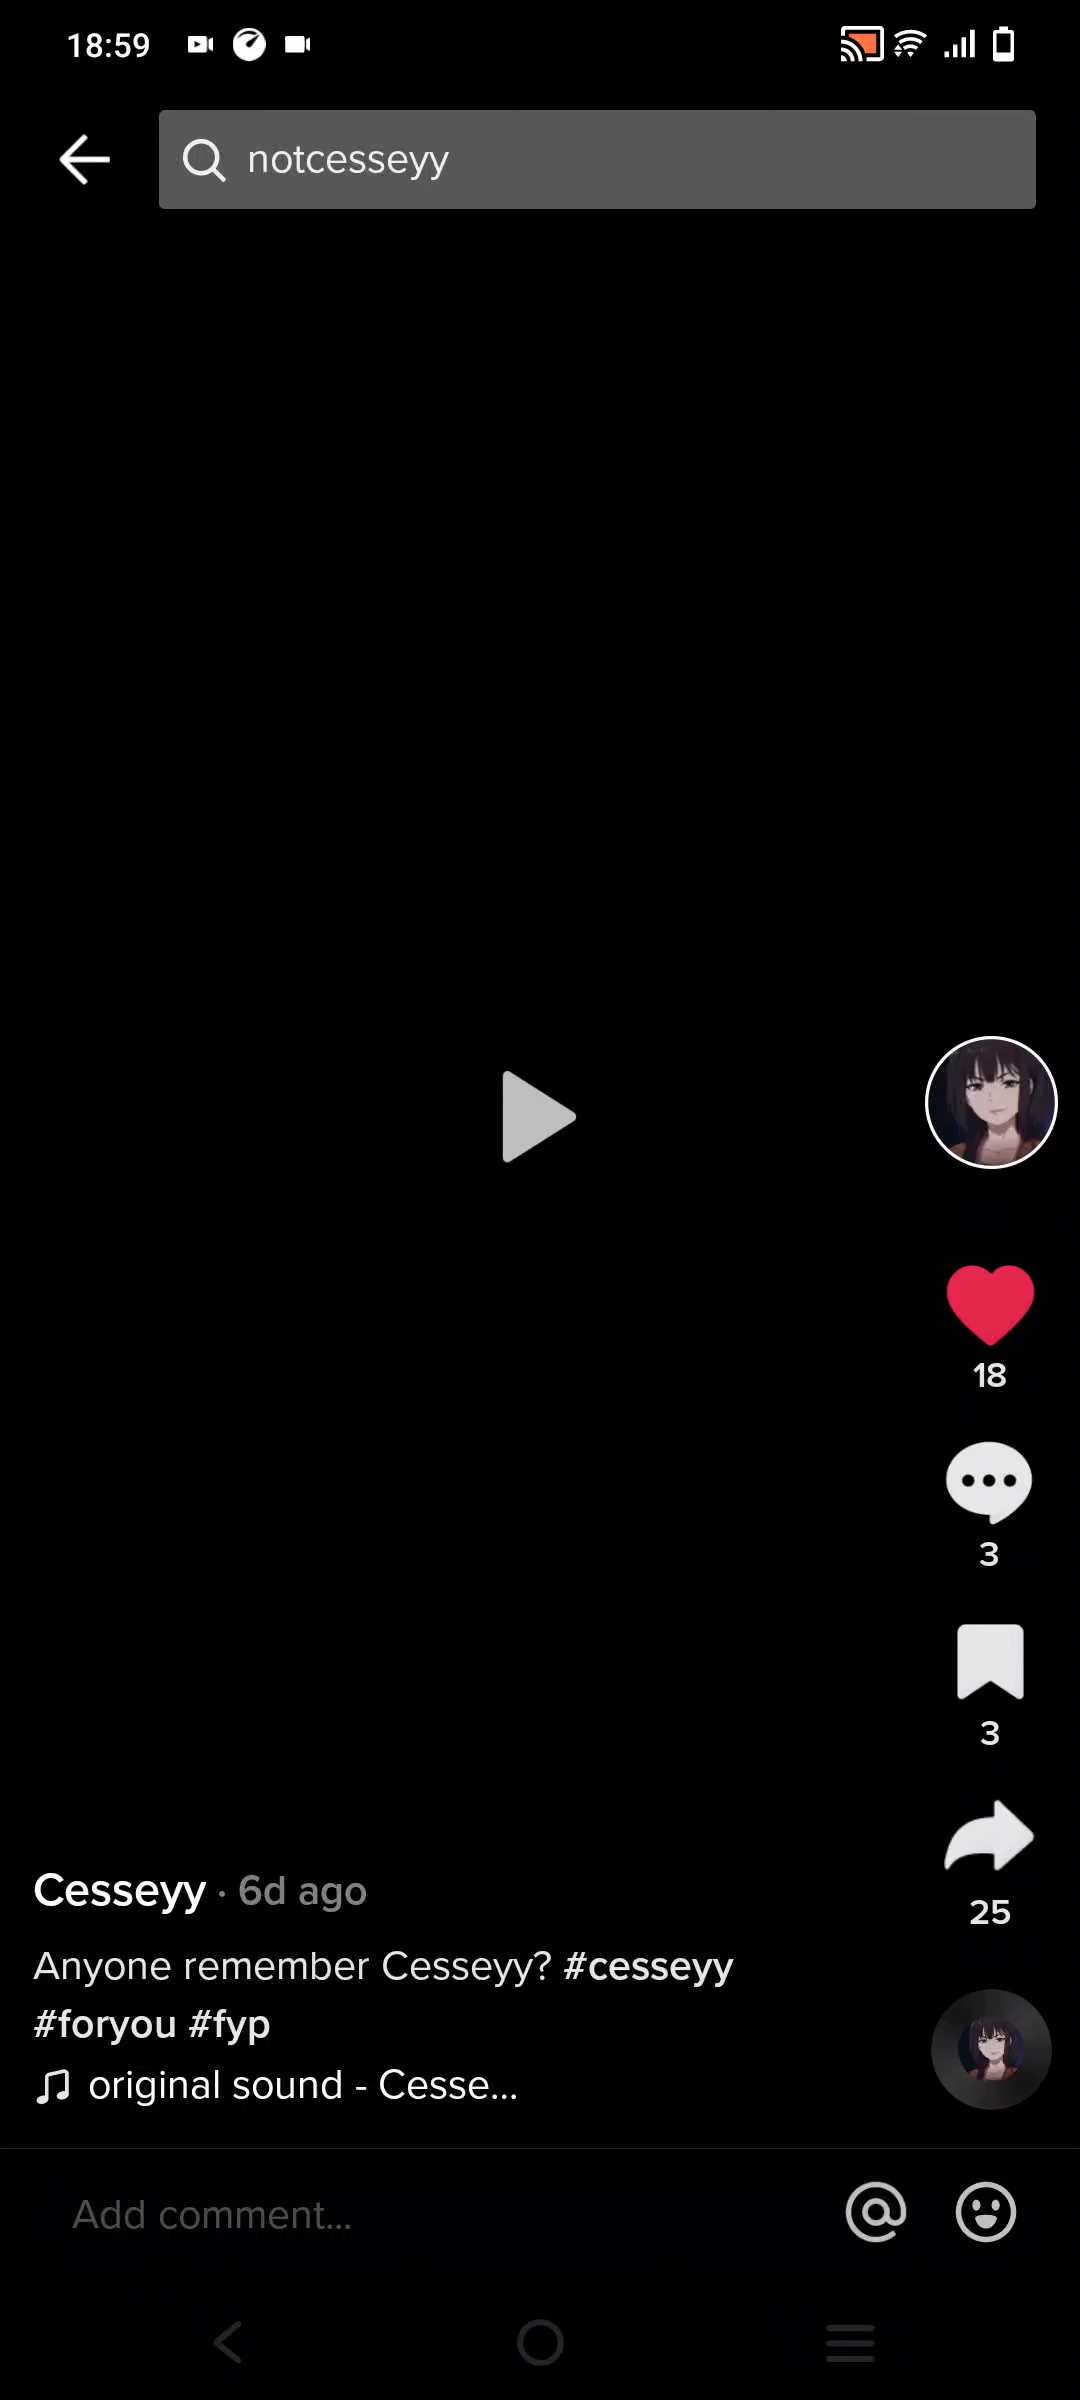 18:59
notcesseyy
18
3
3
25
Cesseyy · 6d ago
Anyone remember Cesseyy? #cesseyy
#foryou #fyp
original sound - Cesse...
Add comment...